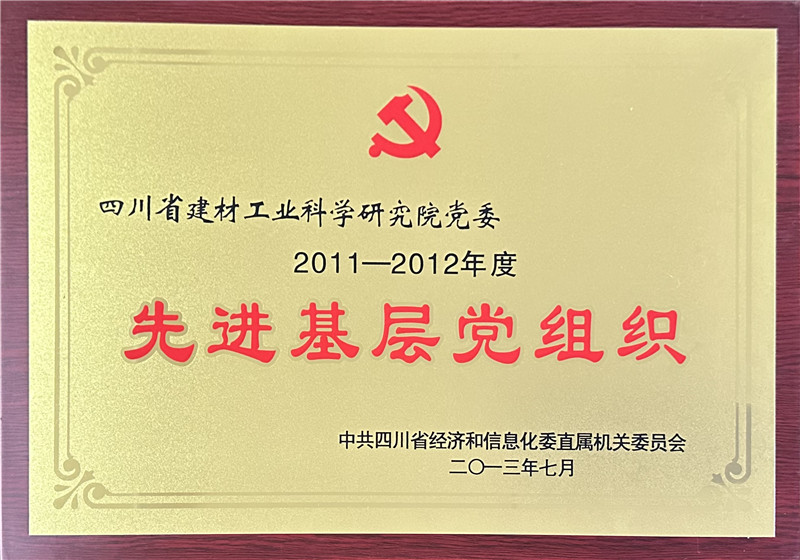 四川省建材工业科学研究院党委
2011—2012年度
先进基层党组织
中共四川省经济和信息化委直属机关委员会
二〇一三年七月